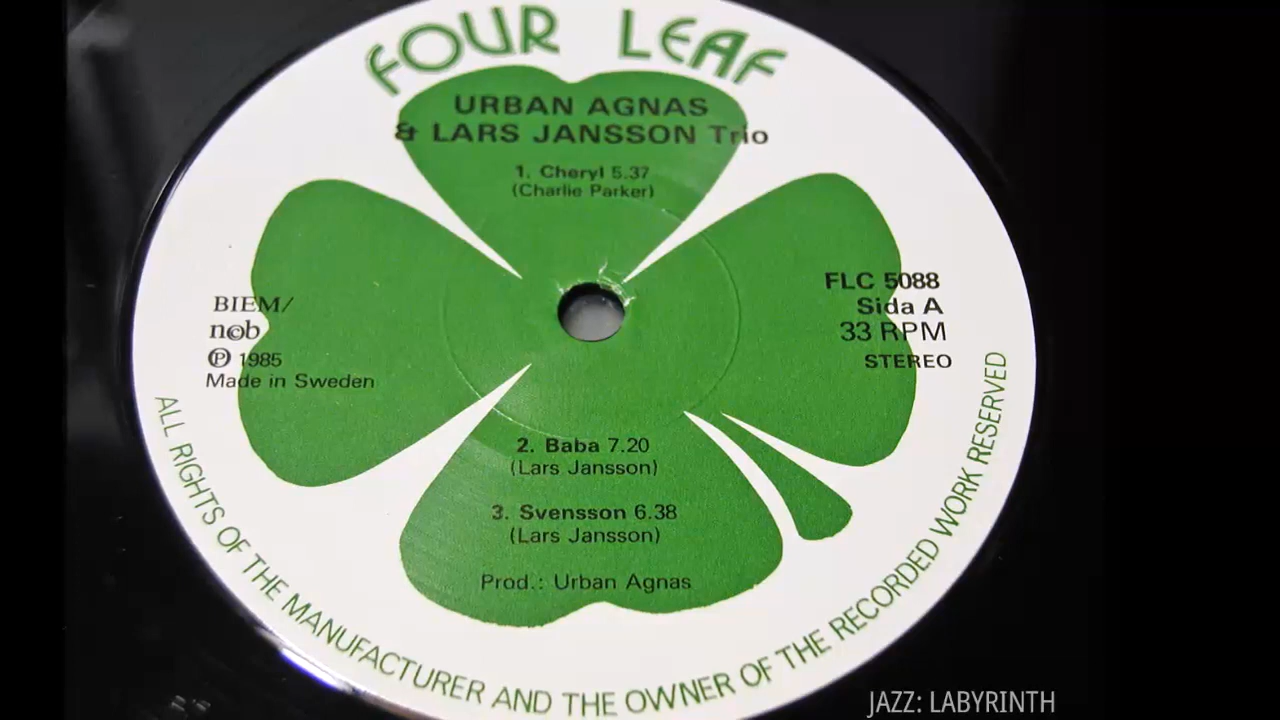 FOUR LEAF
URBAN AGNAS
& LARS JANSSON Trio
1. Cheryl 5.37
(Charlie Parker)
BIEM/
n©b
Ⓟ 1985
Made in Sweden
FLC 5088
Sida A
33 RPM
STEREO
2. Baba 7.20
(Lars Jansson)
3. Svensson 6.38
(Lars Jansson)
Prod.: Urban Agnas
ALL RIGHTS OF THE MANUFACTURER AND THE OWNER OF THE RECORDED WORK RESERVED
JAZZ: LABYRINTH